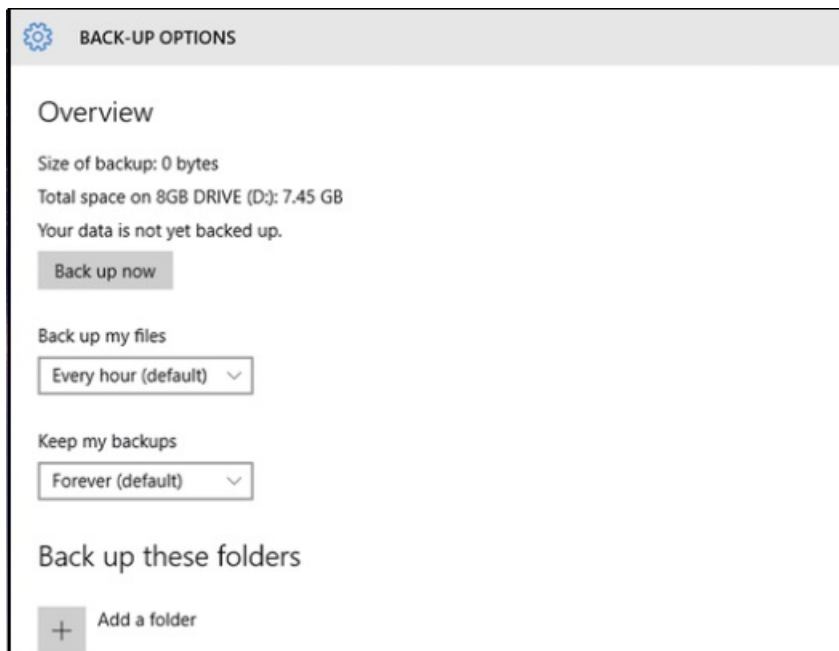 BACK-UP OPTIONS
Overview
Size of backup: 0 bytes
Total space on 8GB DRIVE (D:): 7.45 GB
Your data is not yet backed up.
Back up now
Back up my files
Every hour (default)
Keep my backups
Forever (default)
Back up these folders
Add a folder